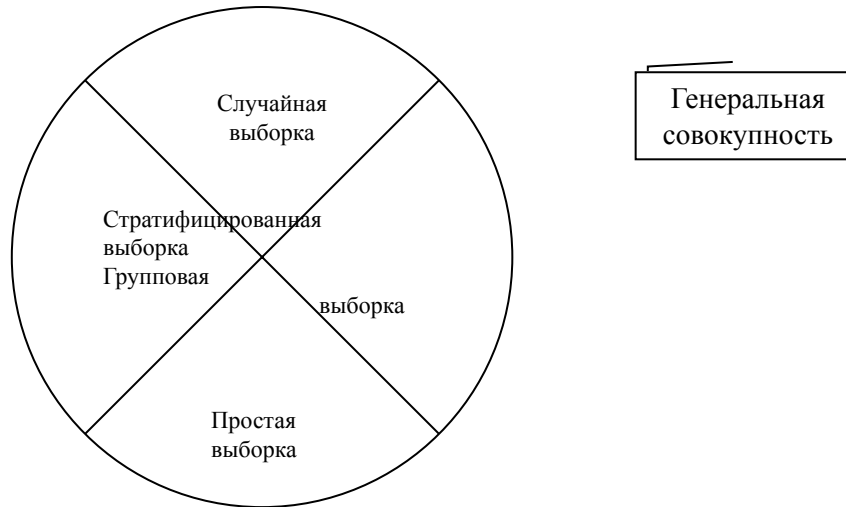 Случайная
выборка
Генеральная
совокупность
Стратифицированная
выборка
Групповая
выборка
Простая
выборка